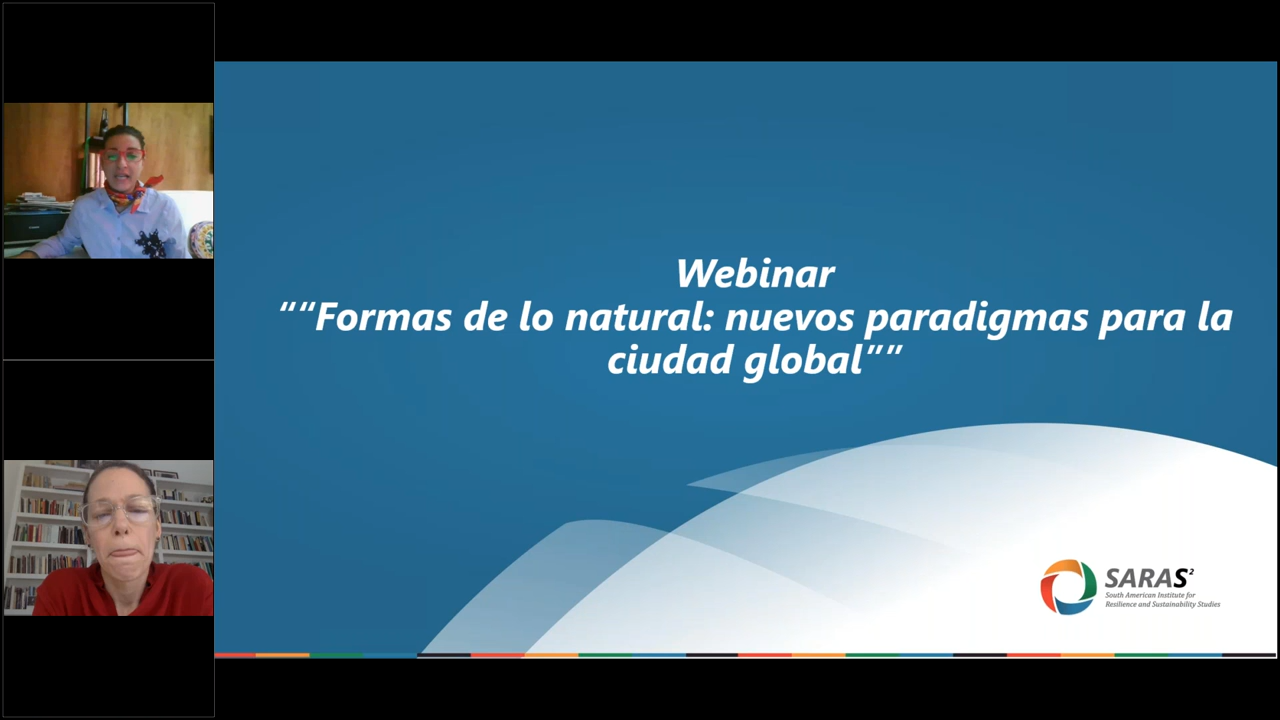 Webinar
““Formas de lo natural: nuevos paradigmas para la
ciudad global””
SARAS²
South American Institute for
Resilience and Sustainability Studies